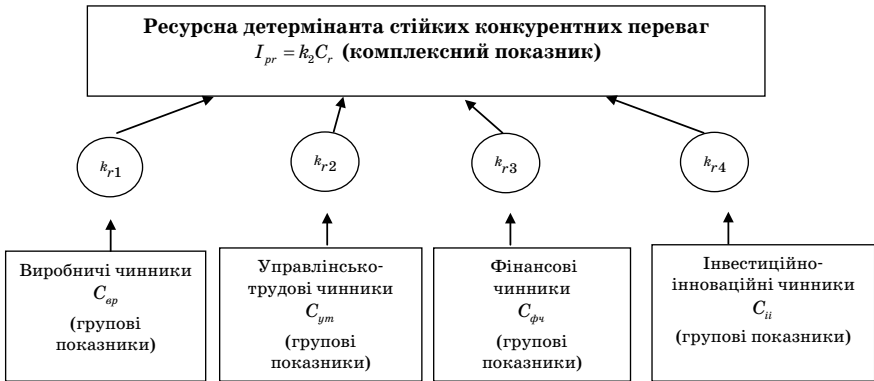 Ресурсна детермінанта стійких конкурентних переваг
I_pr = k_2C_r (комплексний показник)
k_r1
k_r2
k_r3
k_r4
Виробничі чинники
C_вр
(групові
показники)
Управлінсько-
трудові чинники
C_ут
(групові
показники)
Фінансові
чинники
C_фч
(групові
показники)
Інвестиційно-
інноваційні чинники
C_іі
(групові показники)